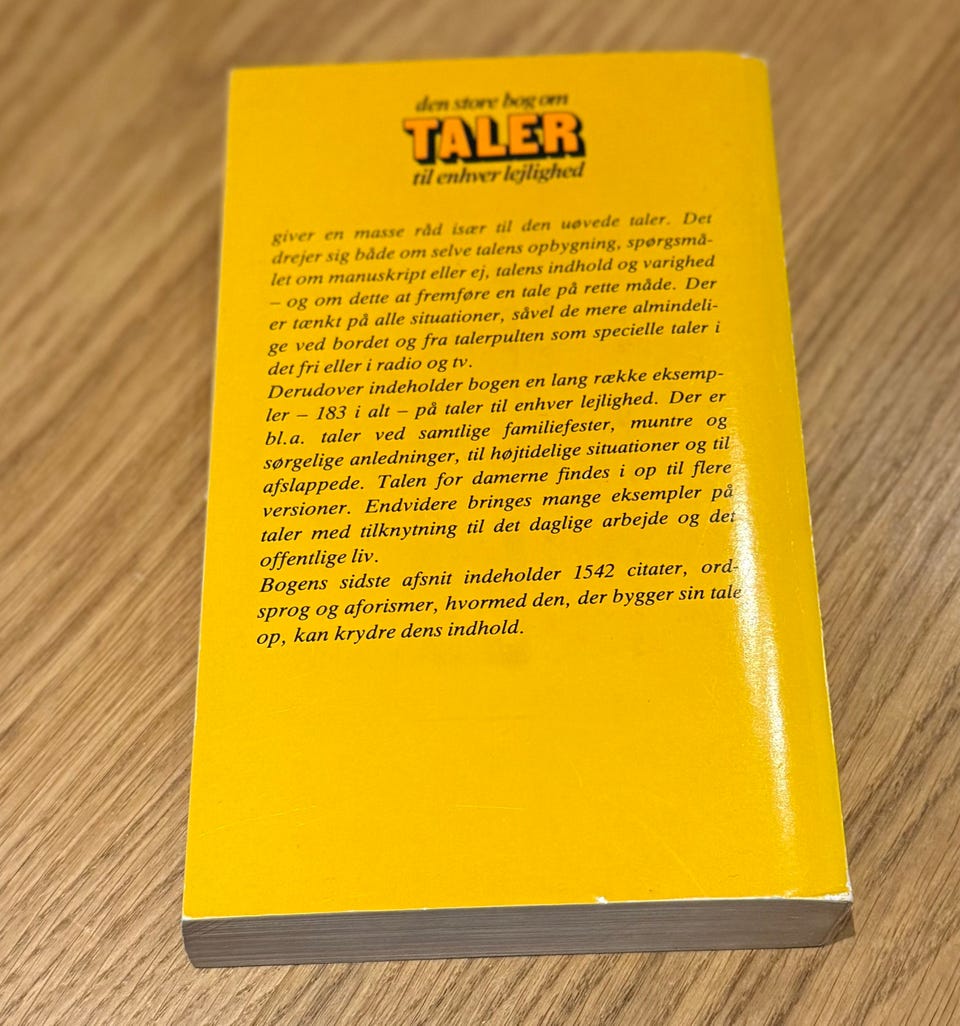 den store bog om
TALER
til enhver lejlighed
giver en masse råd især til den uøvede taler. Det
drejer sig både om selve talens opbygning, spørgsmå-
let om manuskript eller ej, talens indhold og varighed
– og om dette at fremføre en tale på rette måde. Der
er tænkt på alle situationer, såvel de mere almindeli-
ge ved bordet og fra talerpulten som specielle taler i
det fri eller i radio og tv.
Derudover indeholder bogen en lang række eksemp-
ler – 183 i alt – på taler til enhver lejlighed. Der er
bl.a. taler ved samtlige familiefester, muntre og
sørgelige anledninger, til højtidelige situationer og til
afslappede. Talen for damerne findes i op til flere
versioner. Endvidere bringes mange eksempler på
taler med tilknytning til det daglige arbejde og det
offentlige liv.
Bogens sidste afsnit indeholder 1542 citater, ord-
sprog og aforismer, hvormed den, der bygger sin tale
op, kan krydre dens indhold.